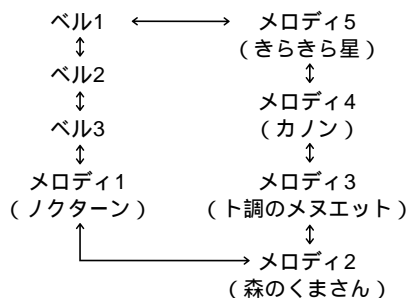 ベル1
ベル2
ベル3
メロディ1
（ノクターン）
メロディ5
（きらきら星）
メロディ4
（カノン）
メロディ3
（ト調のメヌエット）
メロディ2
（森のくまさん）